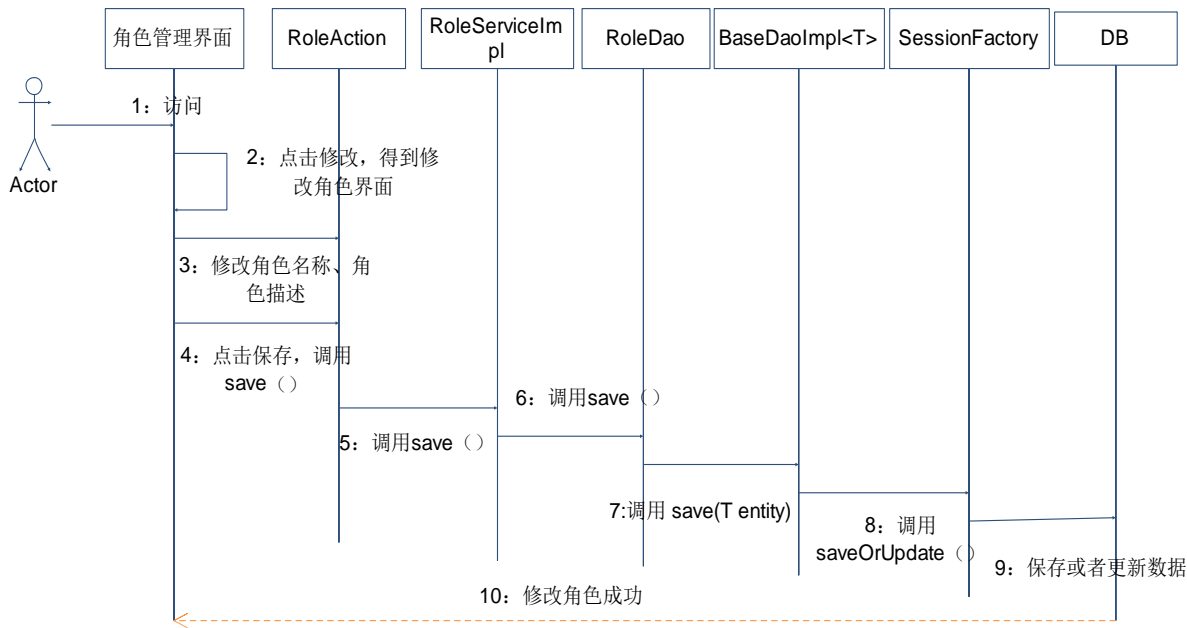 角色管理界面
RoleAction
RoleServiceIm
pl
RoleDao
BaseDaoImpl<T>
SessionFactory
DB
Actor
1：访问
2：点击修改，得到修
改角色界面
3：修改角色名称、角
色描述
4：点击保存，调用
save（）
5：调用save（）
6：调用save（）
7:调用 save(T entity)
8：调用
saveOrUpdate（）
9：保存或者更新数据
10：修改角色成功